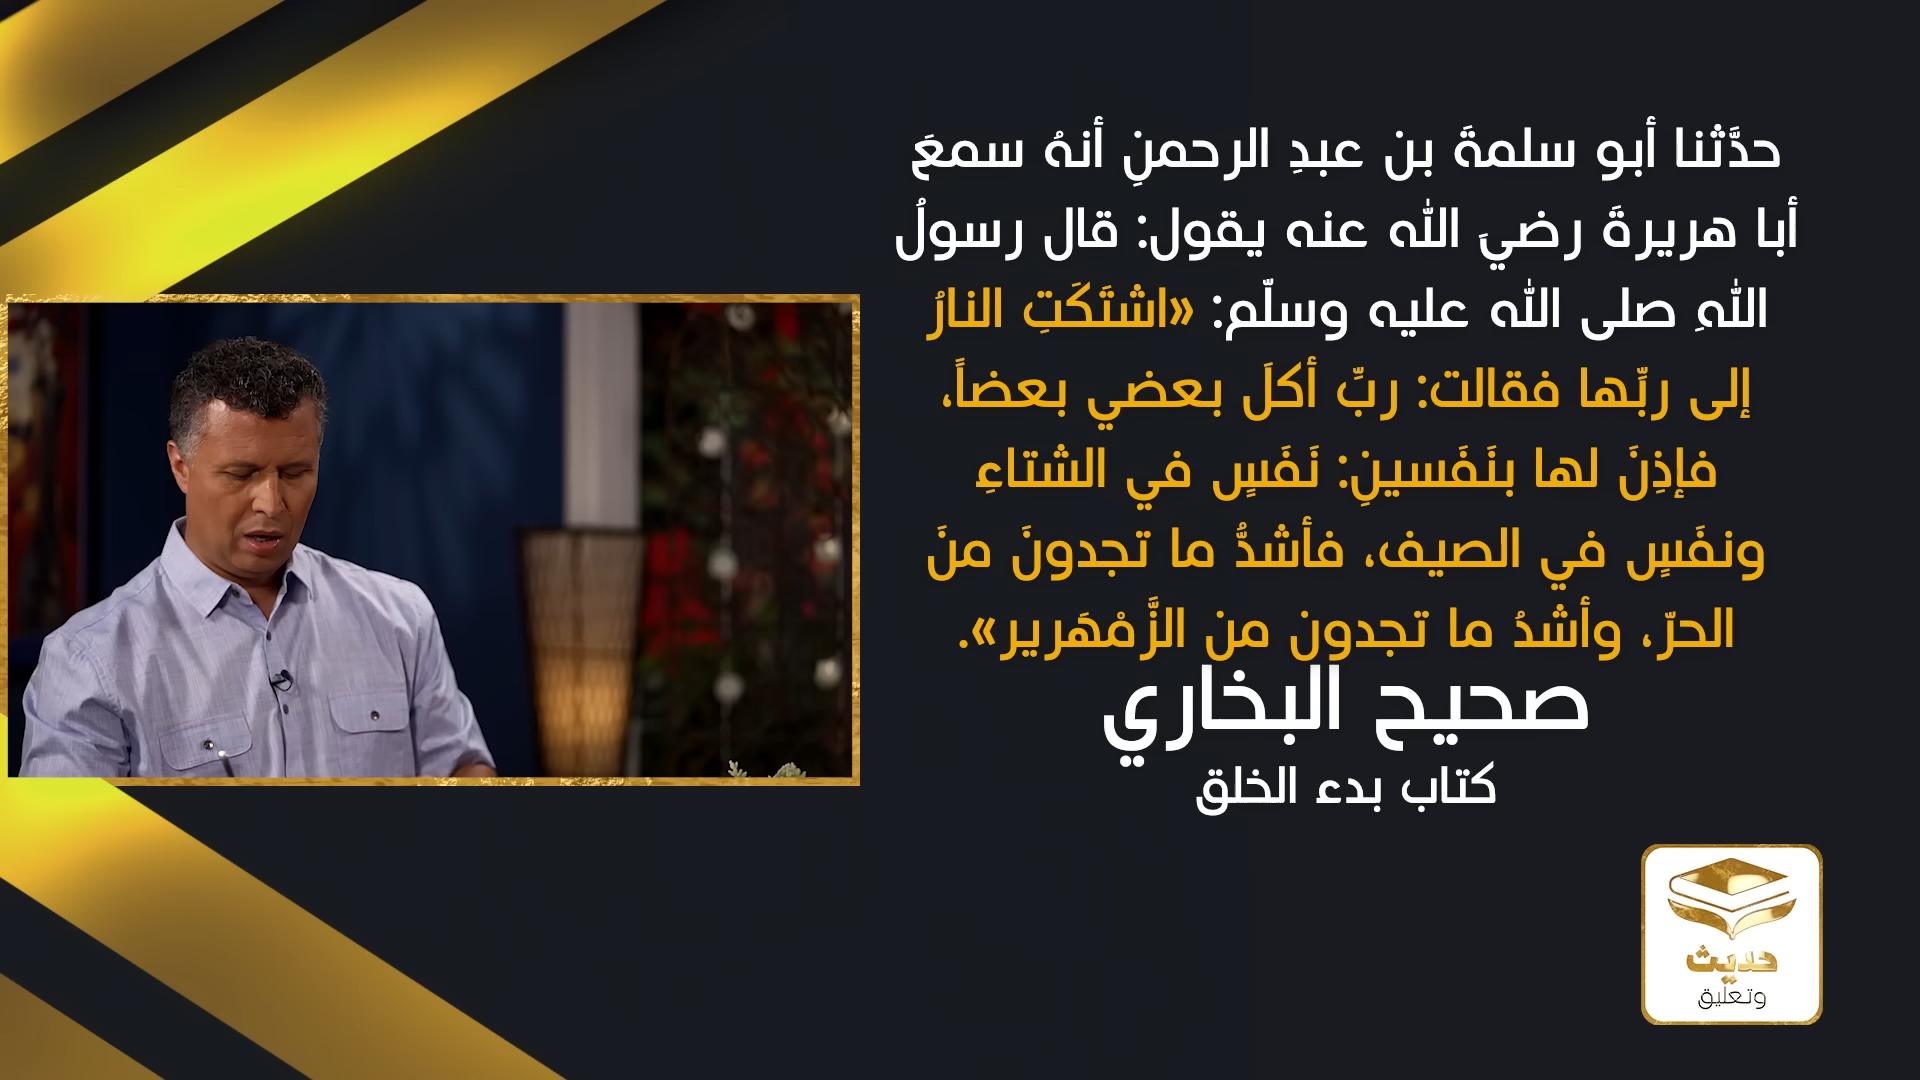 حدَّثنا أبو سلمةَ بن عبدِ الرحمنِ أنهُ سمعَ
أبا هريرةَ رضيَ الله عنه يقول: قال رسولُ
اللهِ صلى الله عليه وسلّم: «اشتَكَتِ النارُ
إلى ربِّها فقالت: ربِّ أكلَ بعضي بعضاً،
فإذِنَ لها بنَفَسينِ: نَفَسٍ في الشتاءِ
ونفَسٍ في الصيف، فأشدُّ ما تجدونَ منَ
الحرّ، وأشدُ ما تجدون من الزَّمْهَرير».
صحيح البخاري
كتاب بدء الخلق
حديث
وتعليق